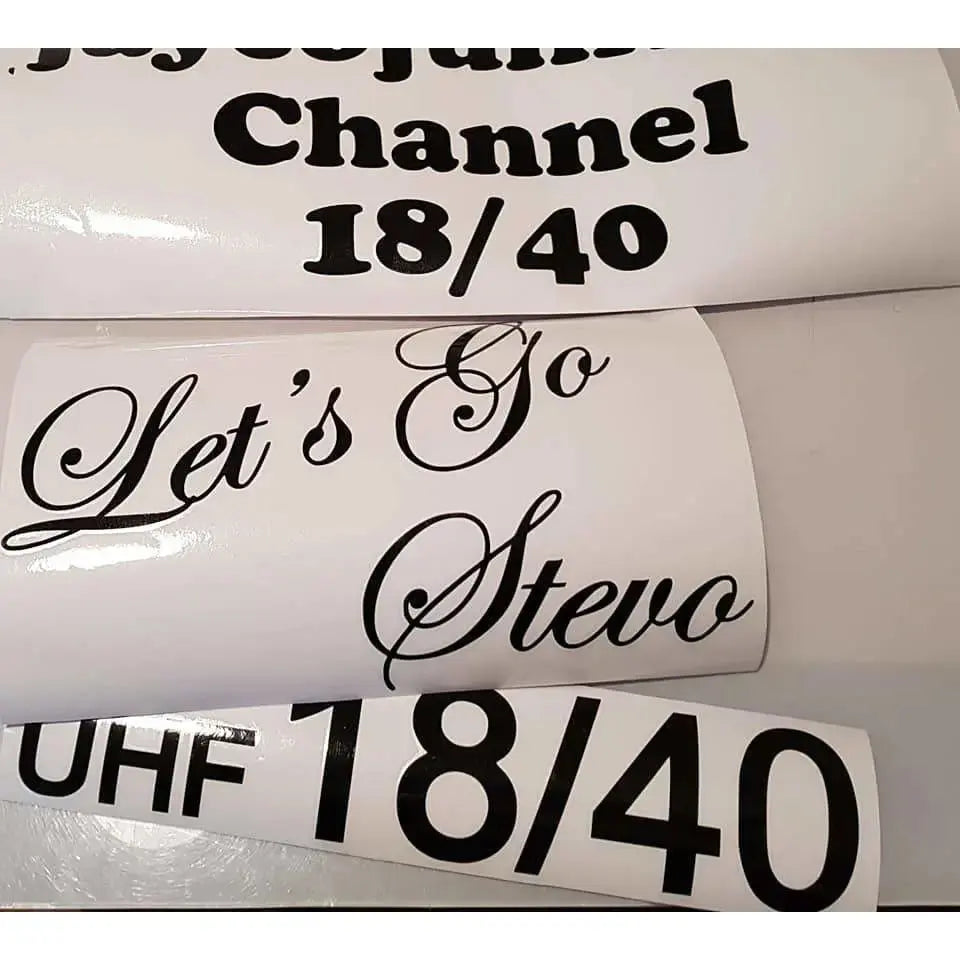 Channel
18/40
Let's Go
Stevo
UHF 18/40